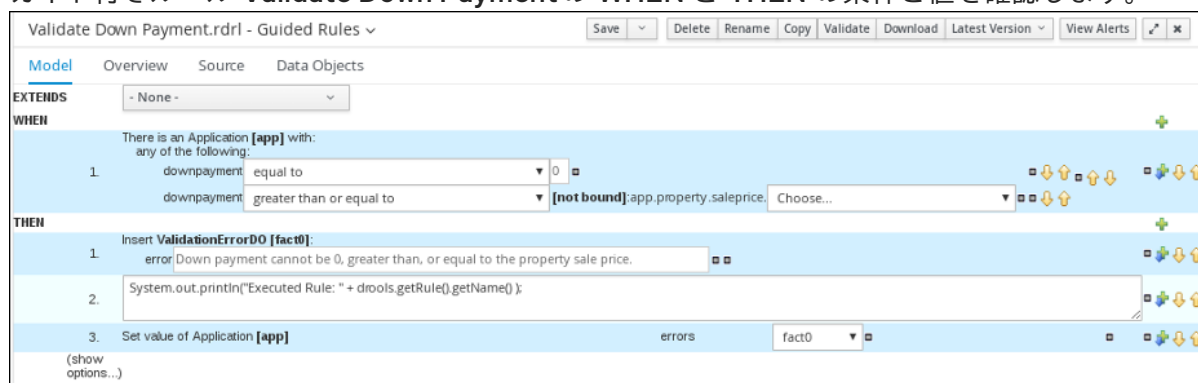 Validate Down Payment.rdrl - Guided Rules
Save Delete Rename Copy Validate Download Latest Version View Alerts
Model Overview Source Data Objects
EXTENDS - None -
WHEN
There is an Application [app] with:
any of the following:
1. downpayment equal to 0
downpayment greater than or equal to [not bound]:app.property.saleprice. Choose...
THEN
Insert ValidationErrorDO [fact0]:
1. error Down payment cannot be 0, greater than, or equal to the property sale price.
2. System.out.println("Executed Rule: " + drools.getRule().getName() );
3. Set value of Application [app] errors fact0
(show
options...)